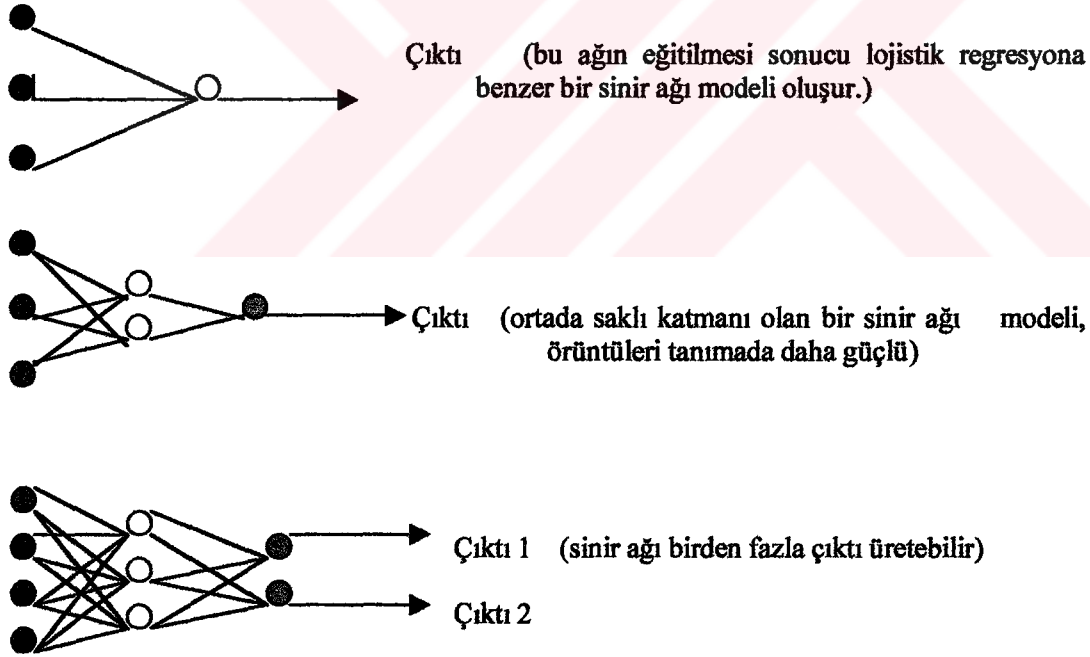 Çıktı (bu ağın eğitilmesi sonucu lojistik regresyona
benzer bir sinir ağı modeli oluşur.)
Çıktı (ortada saklı katmanı olan bir sinir ağı modeli,
örüntüleri tanımada daha güçlü)
Çıktı 1 (sinir ağı birden fazla çıktı üretebilir)
Çıktı 2